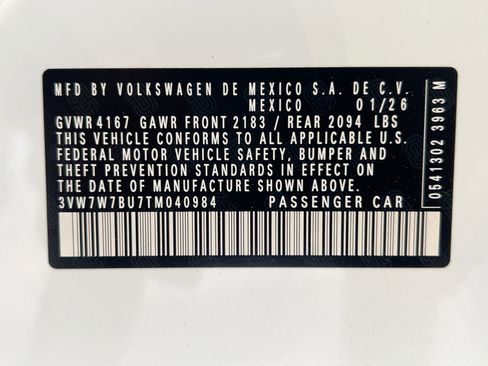 MFD BY VOLKSWAGEN DE MEXICO S.A. DE C.V.
MEXICO 01/26
GVWR 4167 GAWR FRONT 2183 / REAR 2094 LBS
THIS VEHICLE CONFORMS TO ALL APPLICABLE U.S.
FEDERAL MOTOR VEHICLE SAFETY, BUMPER AND
THEFT PREVENTION STANDARDS IN EFFECT ON
THE DATE OF MANUFACTURE SHOWN ABOVE.
3VW7W7BU7TM040984 PASSENGER CAR
0541302 3963 M